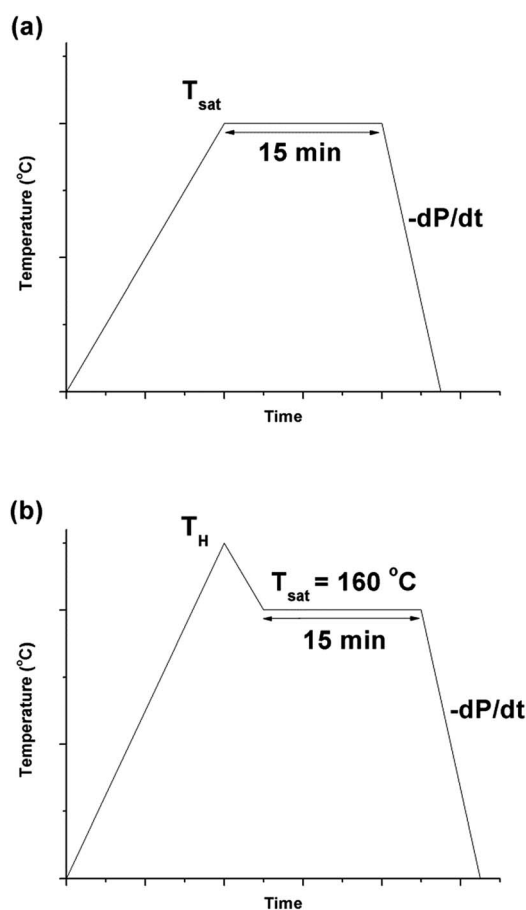 (a)
T_sat
15 min
-dP/dt
Temperature (°C)
Time
(b)
T_H
T_sat = 160 °C
15 min
-dP/dt
Temperature (°C)
Time